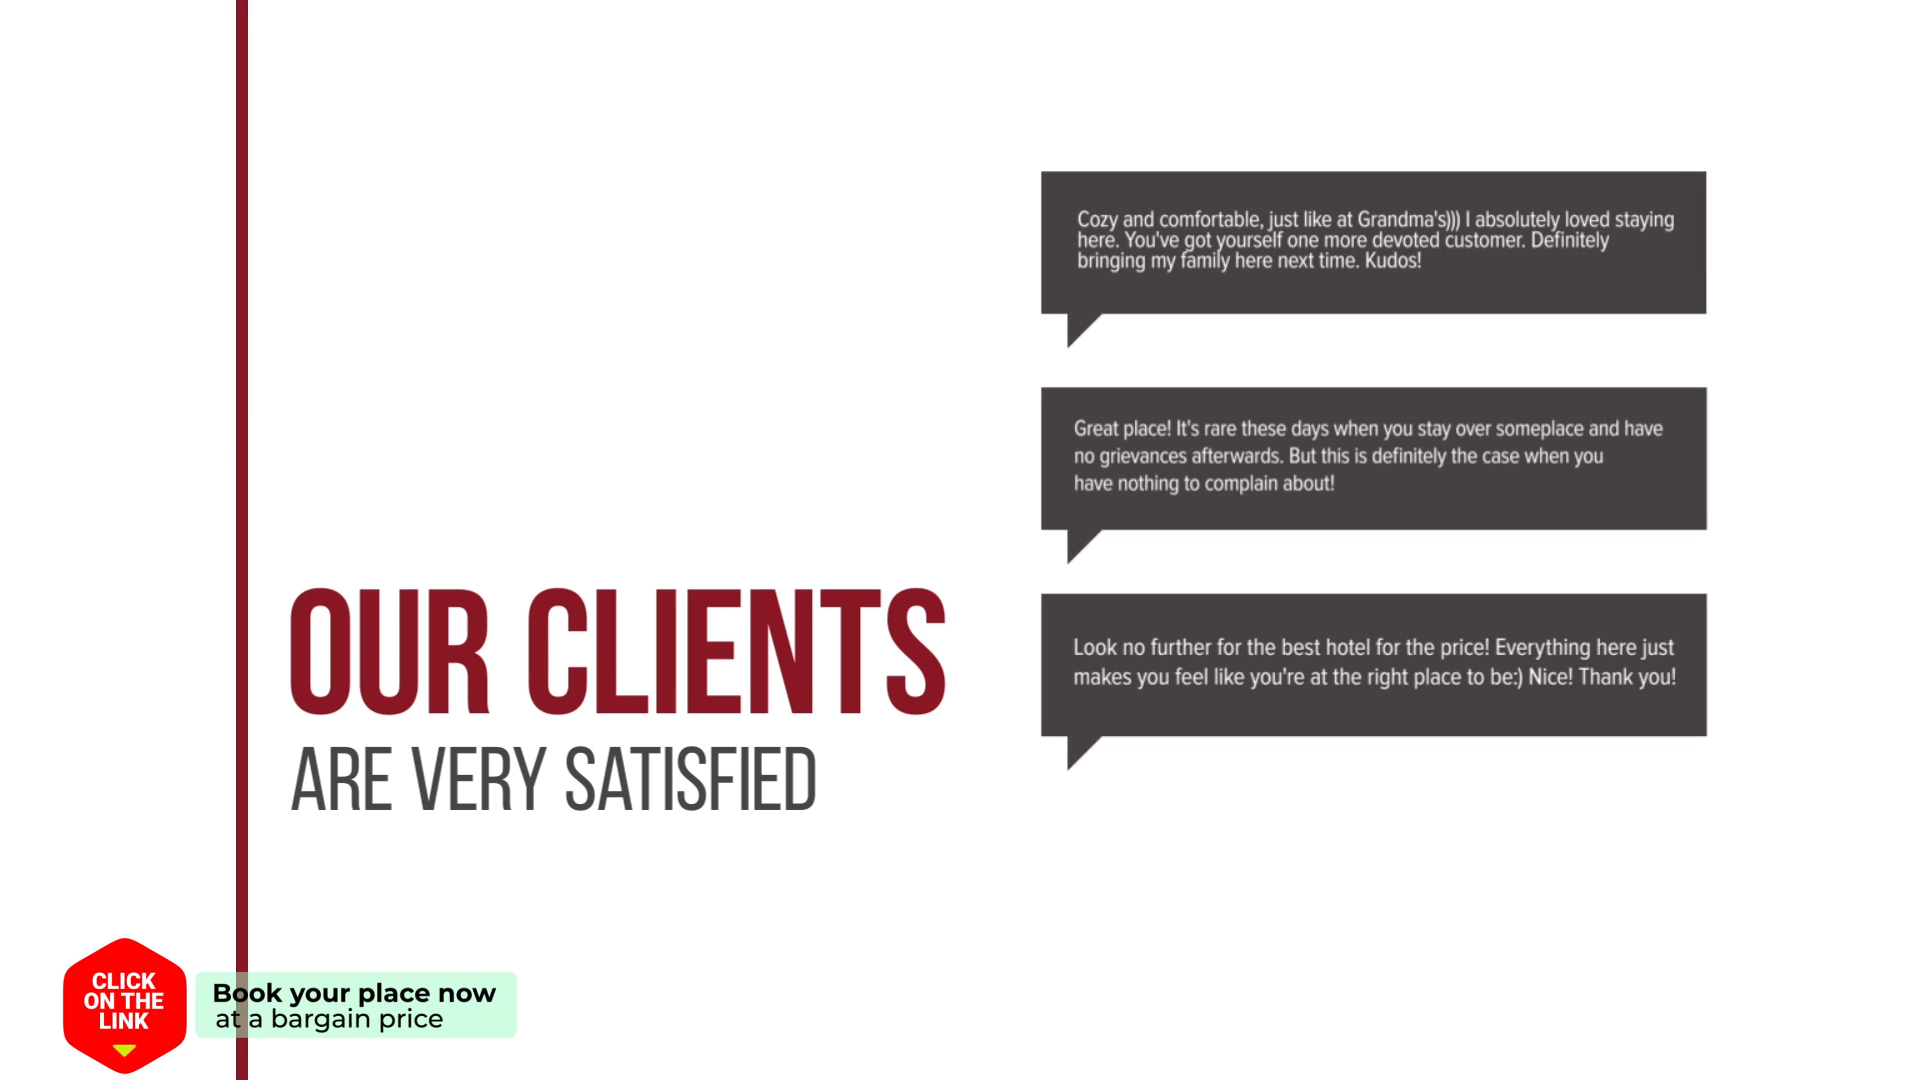 Cozy and comfortable, just like at Grandma's))) I absolutely loved staying
here. You've got yourself one more devoted customer. Definitely
bringing my family here next time. Kudos!
Great place! It's rare these days when you stay over someplace and have
no grievances afterwards. But this is definitely the case when you
have nothing to complain about!
Look no further for the best hotel for the price! Everything here just
makes you feel like you're at the right place to be:) Nice! Thank you!
OUR CLIENTS
ARE VERY SATISFIED
CLICK
ON THE
LINK
Book your place now
at a bargain price